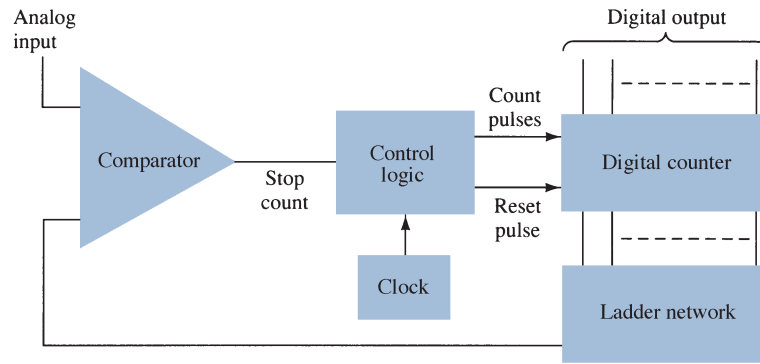 Analog
input
Digital output
Comparator
Stop
count
Control
logic
Count
pulses
Reset
pulse
Digital counter
Clock
Ladder network